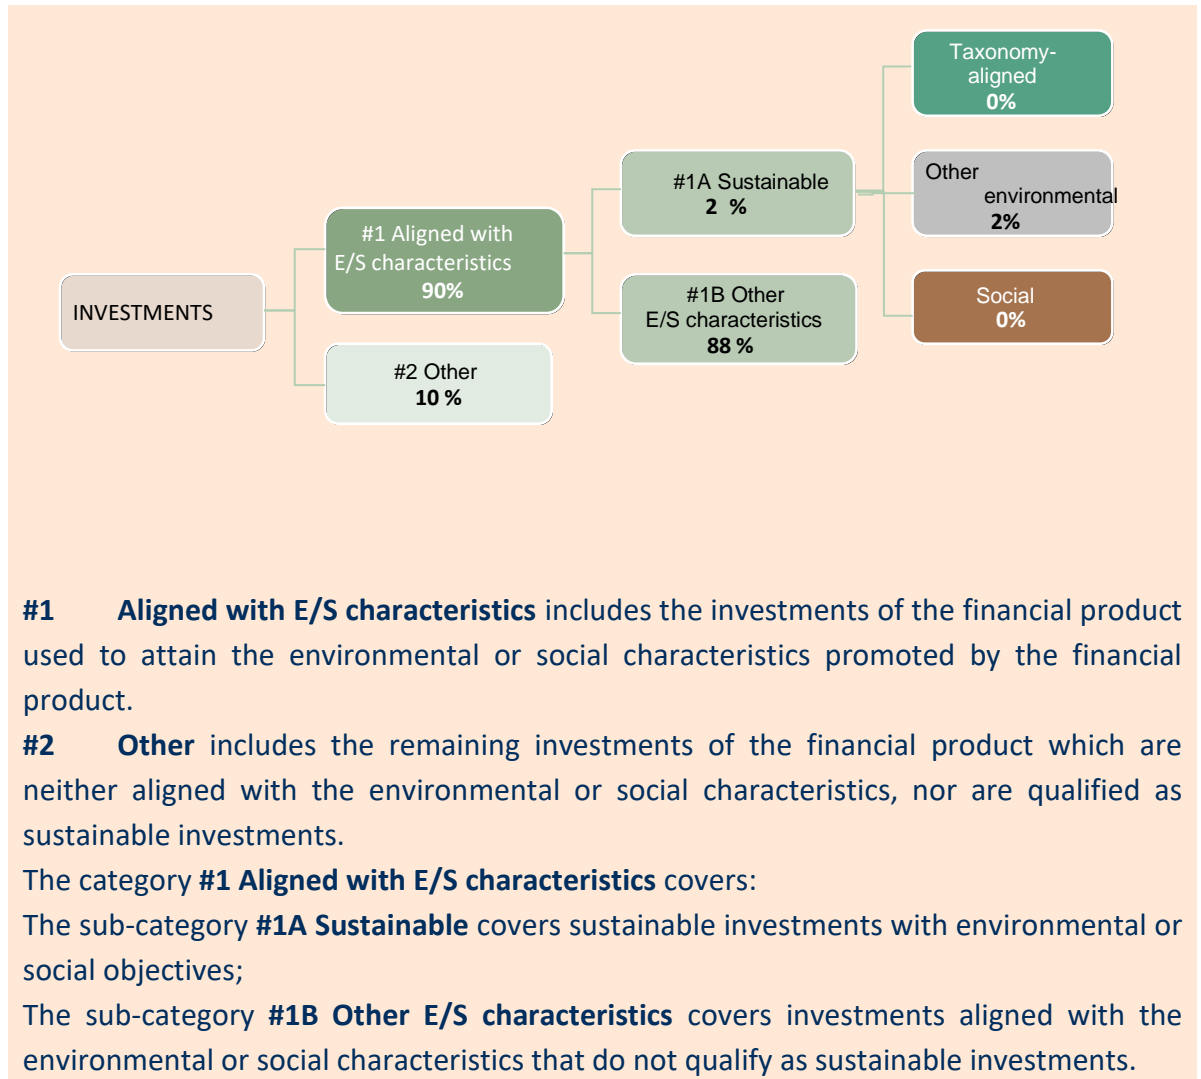 Taxonomy-
aligned
0%
#1A Sustainable
2 %
Other
environmental
2%
#1 Aligned with
E/S characteristics
90%
INVESTMENTS
#1B Other
E/S characteristics
88 %
Social
0%
#2 Other
10 %
#1 Aligned with E/S characteristics includes the investments of the financial product
used to attain the environmental or social characteristics promoted by the financial
product.
#2 Other includes the remaining investments of the financial product which are
neither aligned with the environmental or social characteristics, nor are qualified as
sustainable investments.
The category #1 Aligned with E/S characteristics covers:
The sub-category #1A Sustainable covers sustainable investments with environmental or
social objectives;
The sub-category #1B Other E/S characteristics covers investments aligned with the
environmental or social characteristics that do not qualify as sustainable investments.